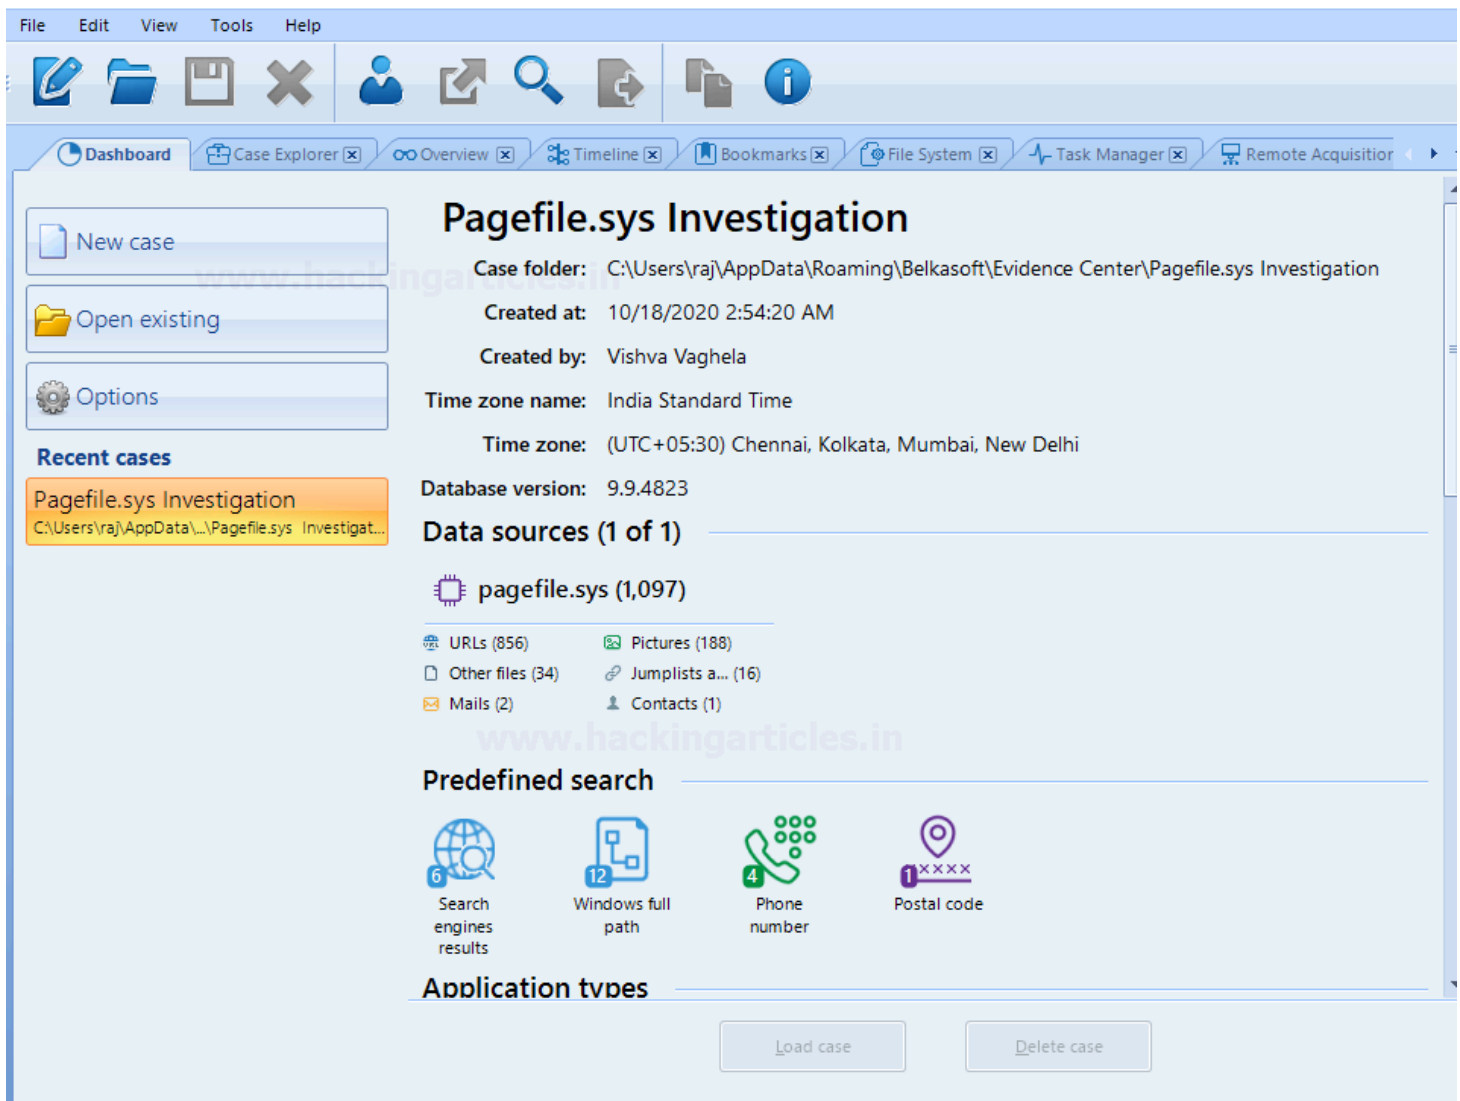 File Edit View Tools Help
Dashboard Case Explorer Overview Timeline Bookmarks File System Task Manager Remote Acquisition
New case
Open existing
Options
Recent cases
Pagefile.sys Investigation
C:\Users\raj\AppData\...\Pagefile.sys Investigat...
Pagefile.sys Investigation
Case folder: C:\Users\raj\AppData\Roaming\Belkasoft\Evidence Center\Pagefile.sys Investigation
www.hackingarticles.in
Created at: 10/18/2020 2:54:20 AM
Created by: Vishva Vaghela
Time zone name: India Standard Time
Time zone: (UTC+05:30) Chennai, Kolkata, Mumbai, New Delhi
Database version: 9.9.4823
Data sources (1 of 1)
pagefile.sys (1,097)
URL URLs (856) Pictures (188)
Other files (34) Jumplists a... (16)
Mails (2) Contacts (1)
www.hackingarticles.in
Predefined search
6 12 4 1 xxxx
Search engines results
Windows full path
Phone number
Postal code
Application types
Load case Delete case